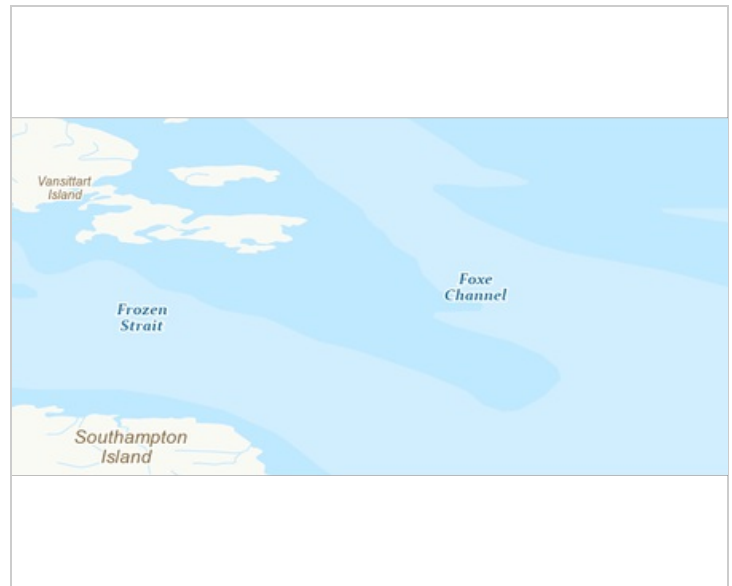 Vansittart
Island
Foxe
Channel
Frozen
Strait
Southampton
Island